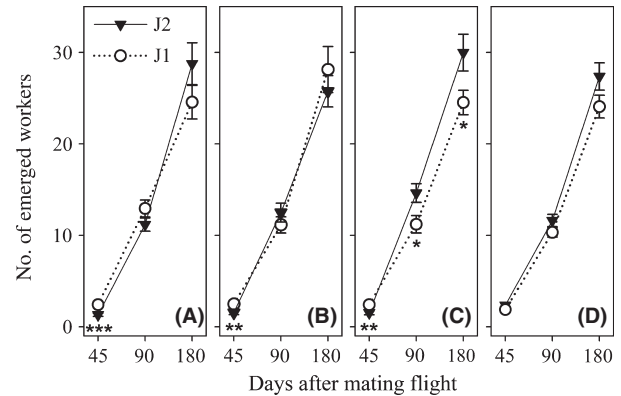 30
20
10
0
No. of emerged workers
J2
J1
***
(A)
**
(B)
*
*
**
(C)
(D)
45 90 180 45 90 180 45 90 180 45 90 180
Days after mating flight